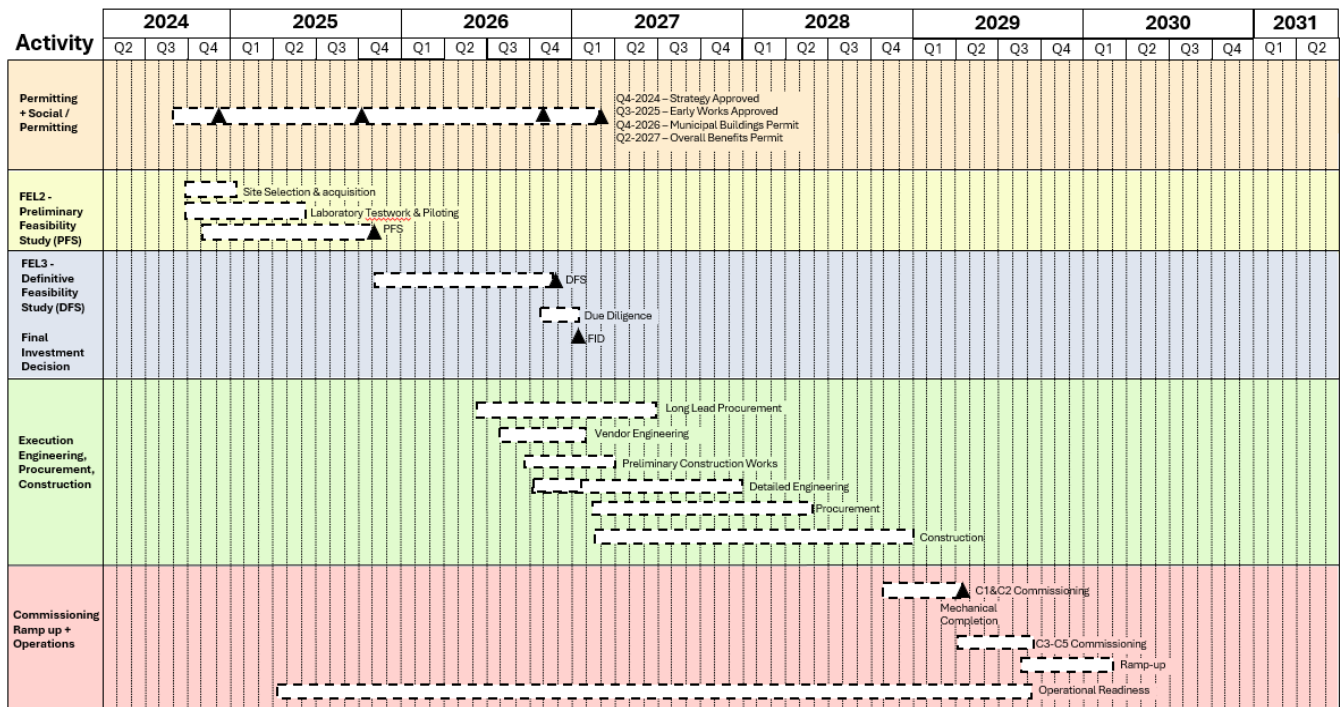 Activity
2024 2025 2026 2027 2028 2029 2030 2031
Q2 Q3 Q4 Q1 Q2 Q3 Q4 Q1 Q2 Q3 Q4 Q1 Q2 Q3 Q4 Q1 Q2 Q3 Q4 Q1 Q2 Q3 Q4 Q1 Q2 Q3 Q4 Q1 Q2
Permitting
+ Social /
Permitting
Q4-2024 – Strategy Approved
Q3-2025 – Early Works Approved
Q4-2026 – Municipal Buildings Permit
Q2-2027 – Overall Benefits Permit
FEL2 -
Preliminary
Feasibility
Study (PFS)
Site Selection & acquisition
Laboratory Testwork & Piloting
PFS
FEL3 -
Definitive
Feasibility
Study (DFS)
Final
Investment
Decision
DFS
Due Diligence
FID
Execution
Engineering,
Procurement,
Construction
Long Lead Procurement
Vendor Engineering
Preliminary Construction Works
Detailed Engineering
Procurement
Construction
Commissioning
Ramp up +
Operations
C1&C2 Commissioning
Mechanical
Completion
C3-C5 Commissioning
Ramp-up
Operational Readiness